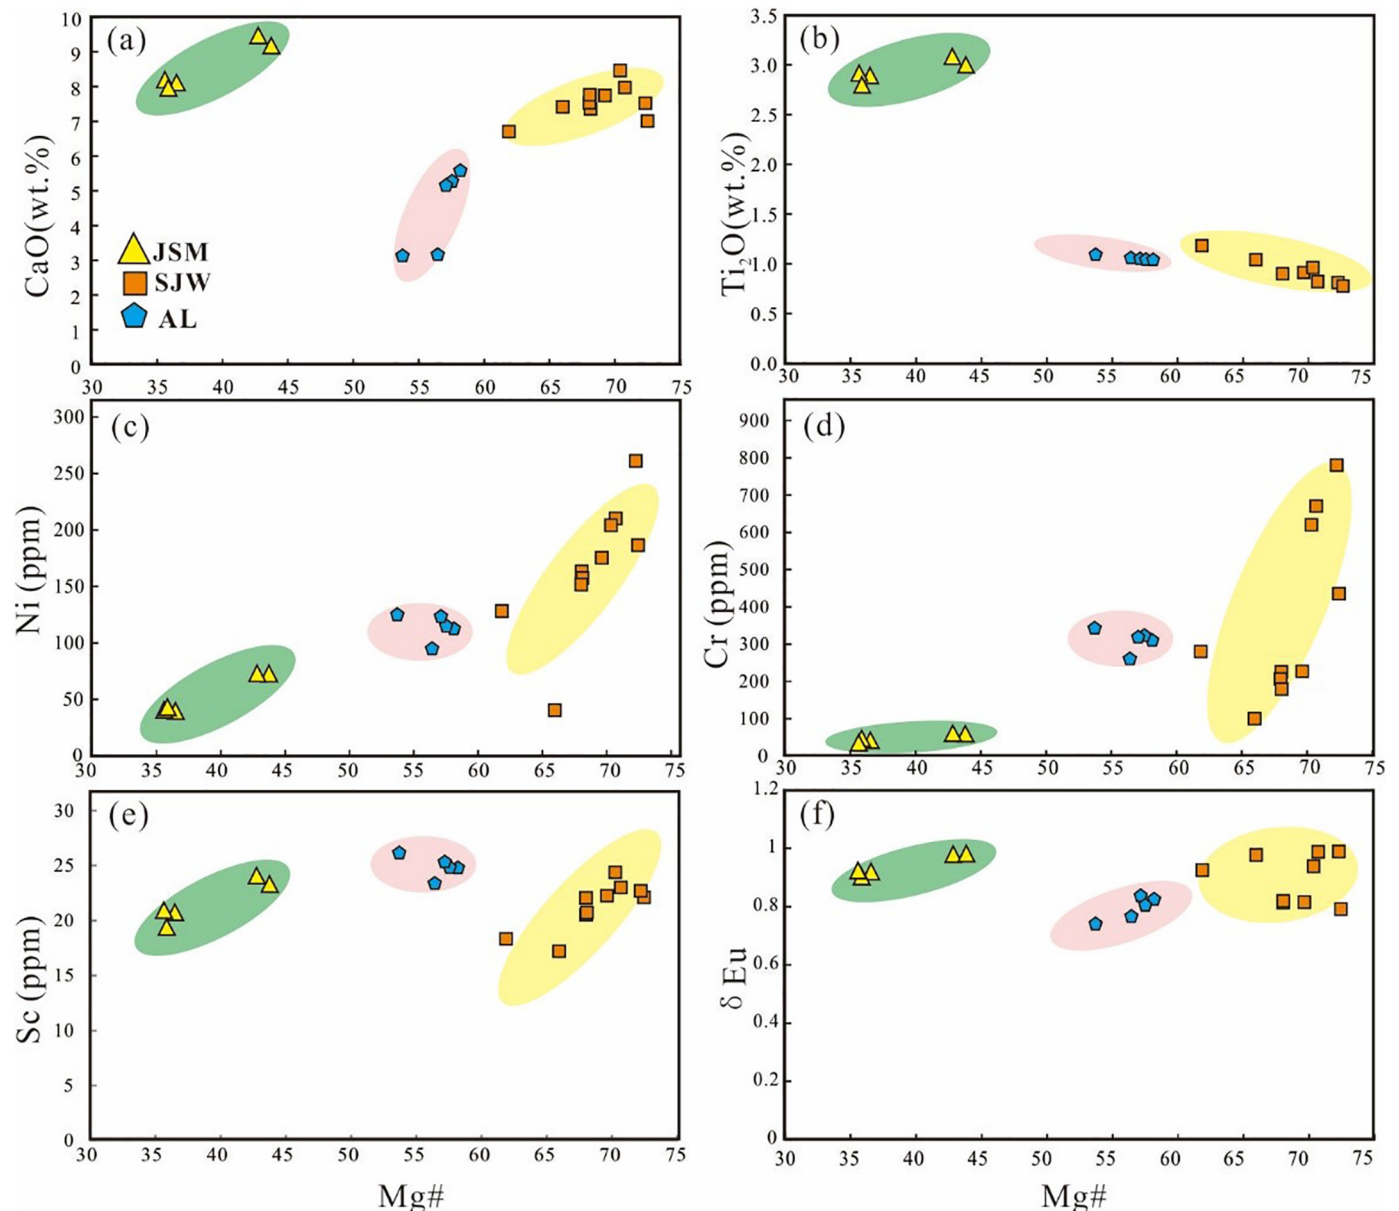 (a)
CaO(wt.%)
10
9
8
7
6
5
4
3
2
1
0
JSM
SJW
AL
30 35 40 45 50 55 60 65 70 75
(b)
Ti2O(wt.%)
3.5
3.0
2.5
2.0
1.5
1.0
0.5
0.0
30 35 40 45 50 55 60 65 70 75
(c)
Ni (ppm)
300
250
200
150
100
50
0
30 35 40 45 50 55 60 65 70 75
(d)
Cr (ppm)
900
800
700
600
500
400
300
200
100
0
30 35 40 45 50 55 60 65 70 75
(e)
Sc (ppm)
30
25
20
15
10
5
0
30 35 40 45 50 55 60 65 70 75
Mg#
(f)
δ Eu
1.2
1
0.8
0.6
0.4
0.2
0
30 35 40 45 50 55 60 65 70 75
Mg#